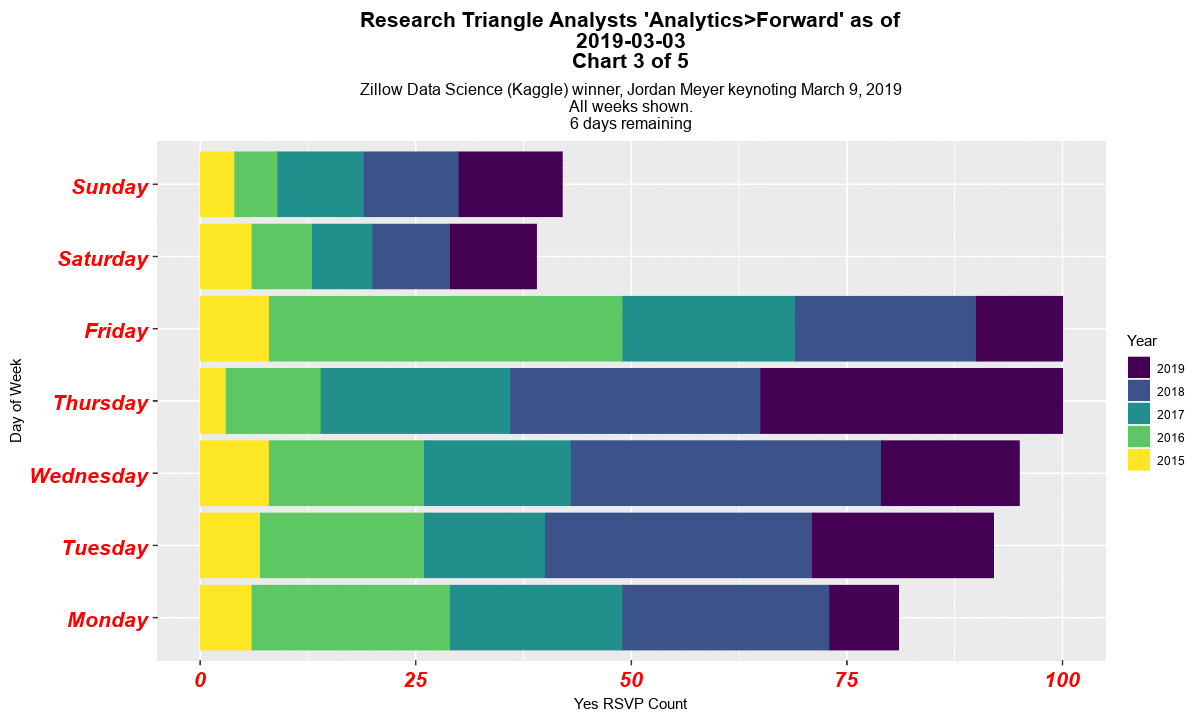 Research Triangle Analysts 'Analytics>Forward' as of
2019-03-03
Chart 3 of 5
Zillow Data Science (Kaggle) winner, Jordan Meyer keynoting March 9, 2019
All weeks shown.
6 days remaining
Sunday
Saturday
Friday
Thursday
Wednesday
Tuesday
Monday
Day of Week
0 25 50 75 100
Yes RSVP Count
Year
2019
2018
2017
2016
2015